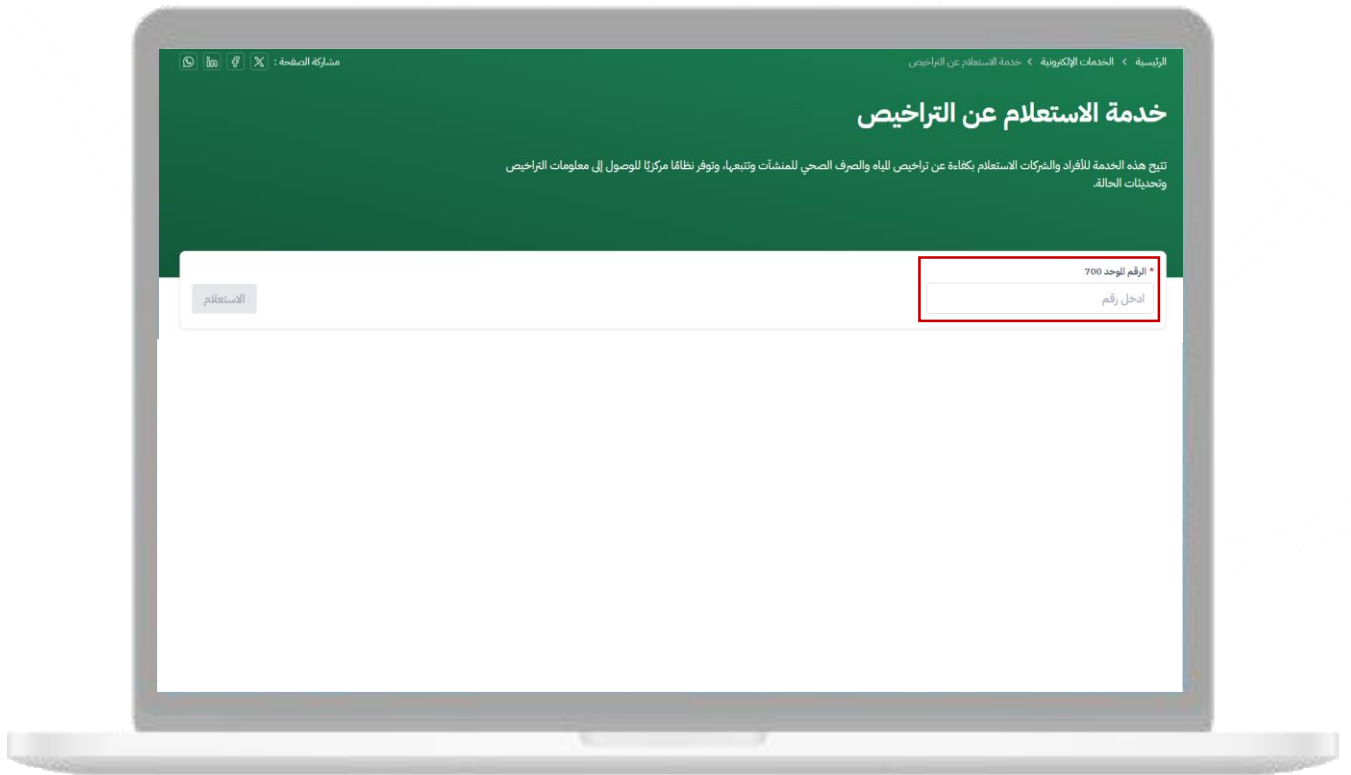 الرئيسية > الخدمات الإلكترونية > خدمة الاستعلام عن التراخيص
مشاركة الصفحة :
خدمة الاستعلام عن التراخيص
تتيح هذه الخدمة للأفراد والشركات الاستعلام بكفاءة عن تراخيص المياه والصرف الصحي للمنشآت وتتبعها، وتوفر نظامًا مركزيًا للوصول إلى معلومات التراخيص
وتحديثات الحالة.
* الرقم الموحد 700
ادخل رقم
الاستعلام